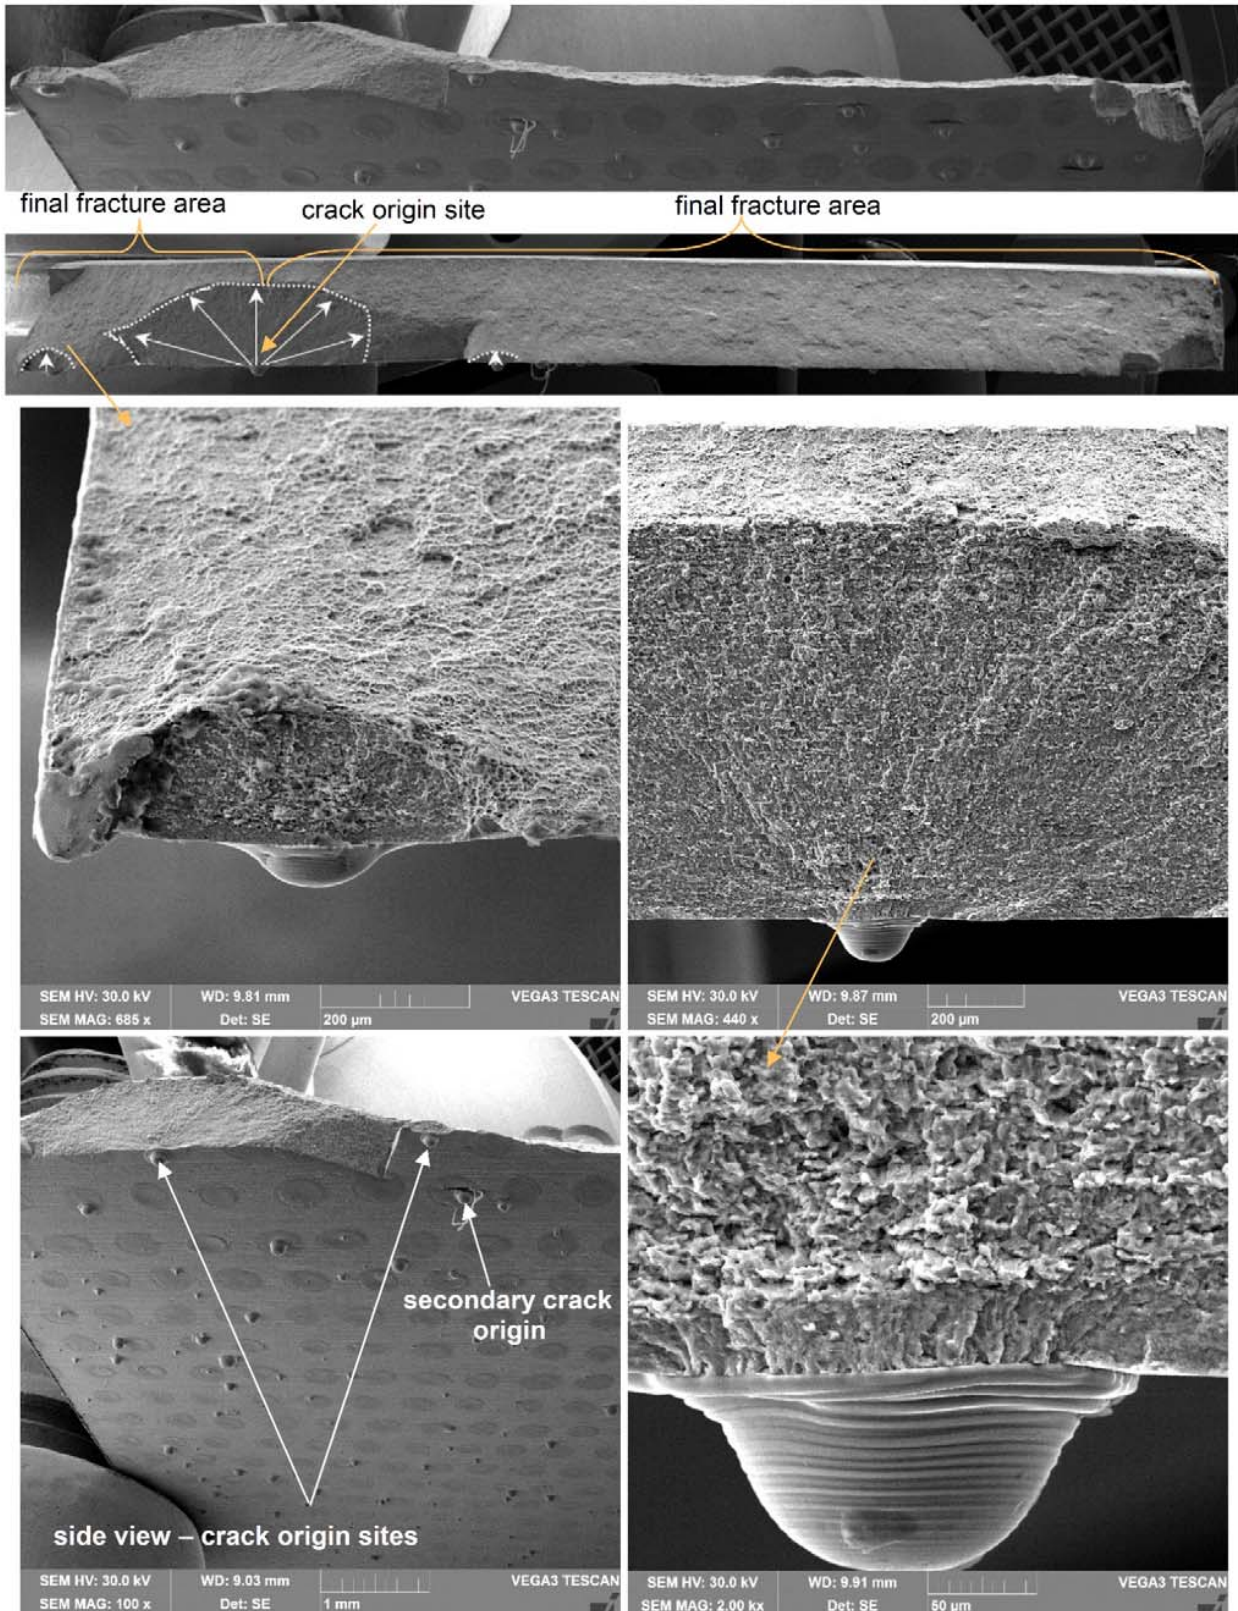 final fracture area
crack origin site
final fracture area
SEM HV: 30.0 kV
WD: 9.81 mm
VEGA3 TESCAN
SEM MAG: 685 x
Det: SE
200 µm
SEM HV: 30.0 kV
WD: 9.87 mm
VEGA3 TESCAN
SEM MAG: 440 x
Det: SE
200 µm
secondary crack
origin
side view – crack origin sites
SEM HV: 30.0 kV
WD: 9.03 mm
VEGA3 TESCAN
SEM MAG: 100 x
Det: SE
1 mm
SEM HV: 30.0 kV
WD: 9.91 mm
VEGA3 TESCAN
SEM MAG: 2.00 kx
Det: SE
50 µm